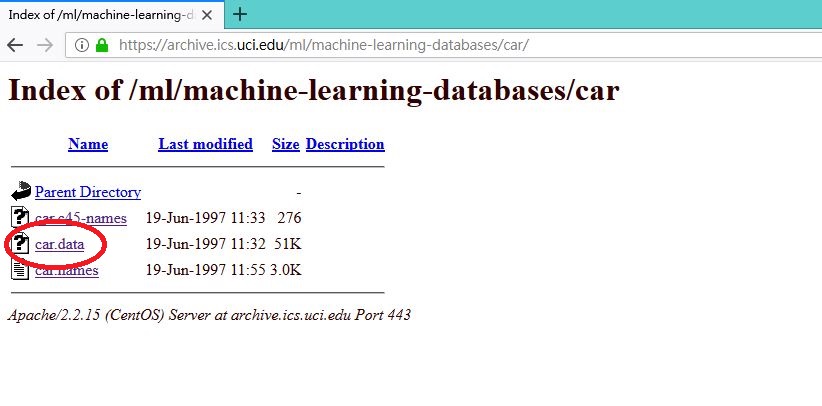 Index of /ml/machine-learning-d
https://archive.ics.uci.edu/ml/machine-learning-databases/car/
Index of /ml/machine-learning-databases/car
Name Last modified Size Description
Parent Directory -
car.c45-names 19-Jun-1997 11:33 276
car.data 19-Jun-1997 11:32 51K
car.names 19-Jun-1997 11:55 3.0K
Apache/2.2.15 (CentOS) Server at archive.ics.uci.edu Port 443